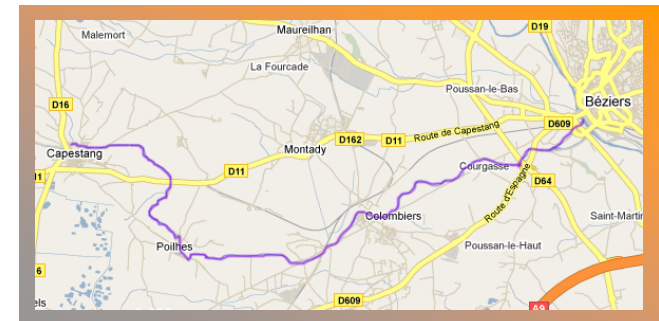 D19
Malemort
Maureilhan
La Fourcade
Poussan-le-Bas
Béziers
D16
D609
Route de Capestang
D162
D11
Capestang
Montady
D11
Courgasse
D64
Route d'Espagne
Saint-Martin
Colombiers
Poilhes
Poussan-le-Haut
D609
A9